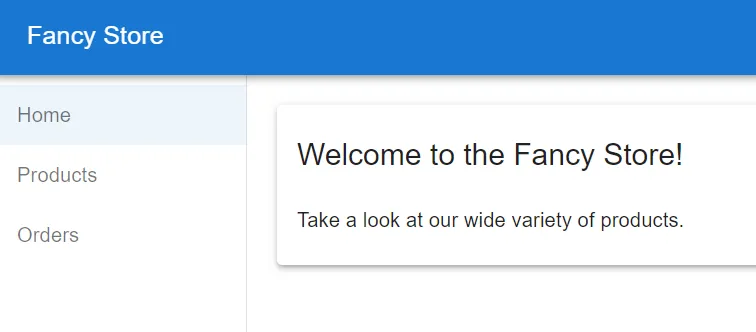 Fancy Store
Home
Products
Orders
Welcome to the Fancy Store!
Take a look at our wide variety of products.